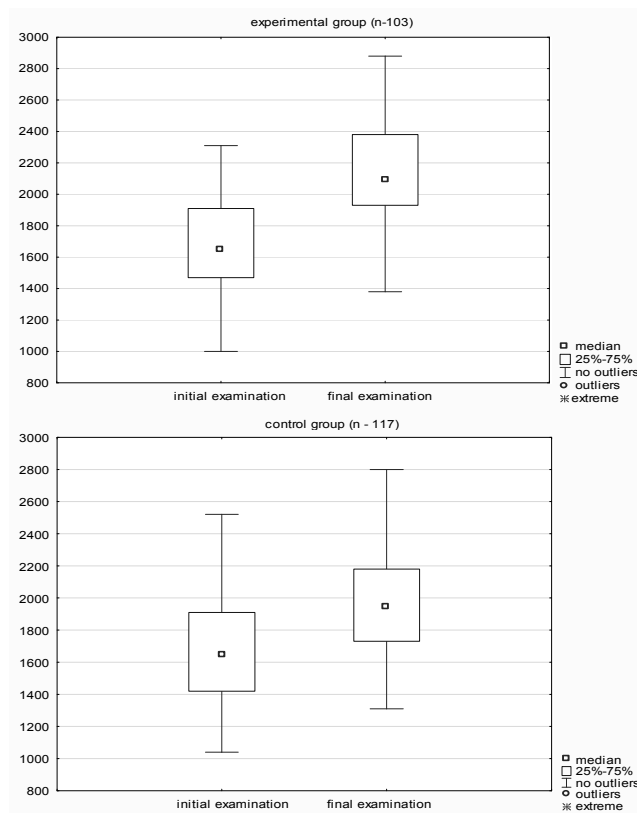 experimental group (n-103)
3000
2800
2600
2400
2200
2000
1800
1600
1400
1200
1000
800
initial examination final examination
median
25%-75%
no outliers
outliers
extreme
control group (n - 117)
3000
2800
2600
2400
2200
2000
1800
1600
1400
1200
1000
800
initial examination final examination
median
25%-75%
no outliers
outliers
extreme